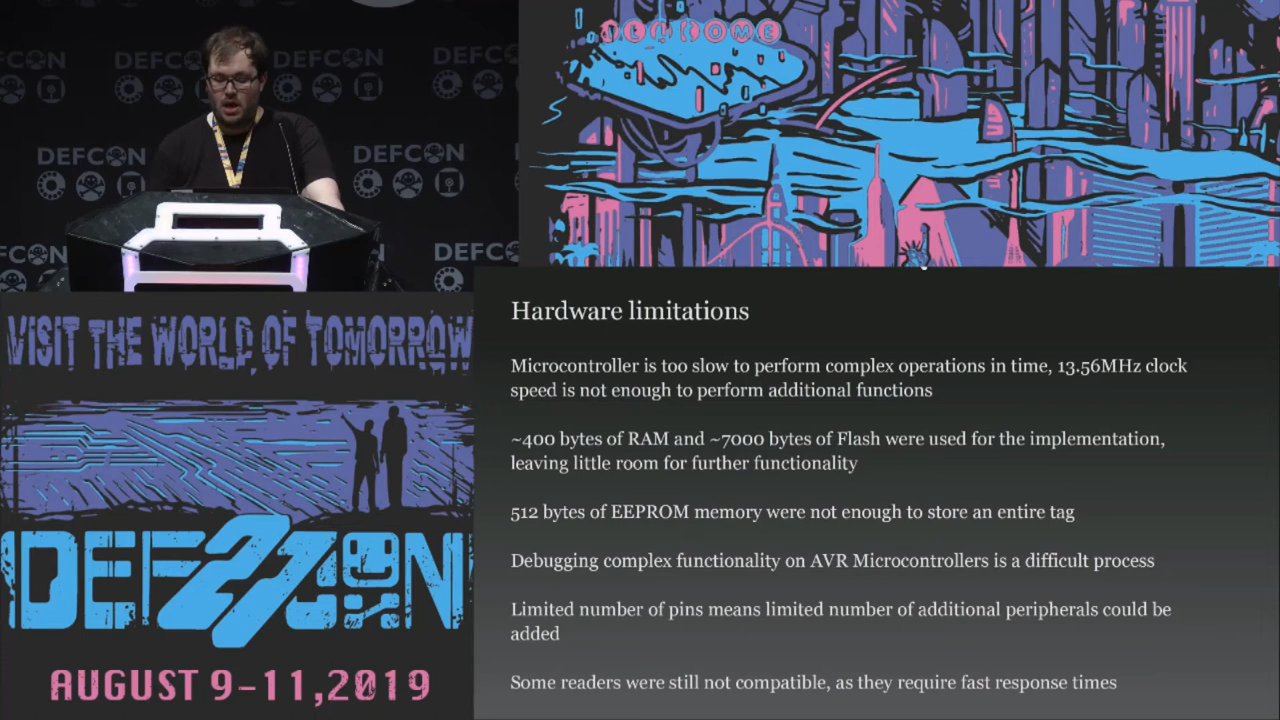 DEFCON
DEFCON
DEFCON
DEFCON
DEFCON
DEFCON
WELCOME
VISIT THE WORLD OF TOMORROW
DEFCON 27
AUGUST 9-11,2019
Hardware limitations
Microcontroller is too slow to perform complex operations in time, 13.56MHz clock
speed is not enough to perform additional functions
~400 bytes of RAM and ~7000 bytes of Flash were used for the implementation,
leaving little room for further functionality
512 bytes of EEPROM memory were not enough to store an entire tag
Debugging complex functionality on AVR Microcontrollers is a difficult process
Limited number of pins means limited number of additional peripherals could be
added
Some readers were still not compatible, as they require fast response times